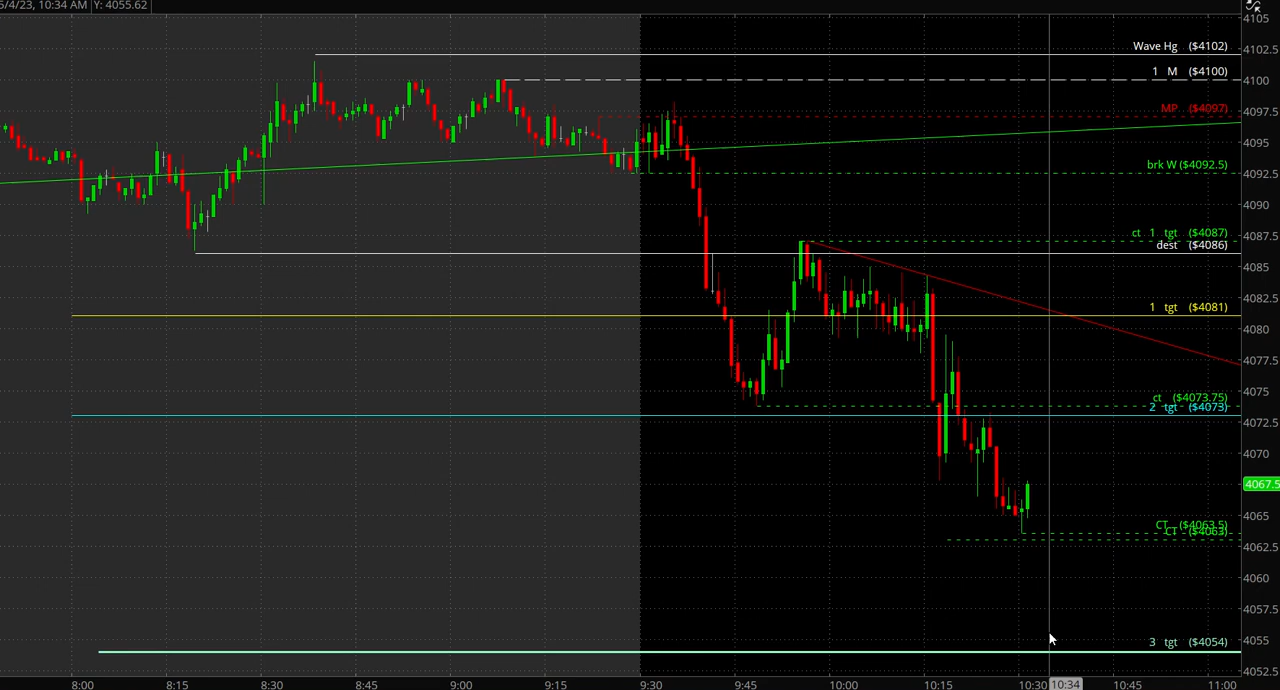 5/4/23, 10:34 AM | Y: 4055.62
4105
Wave Hg ($4102)
4102.5
1 M ($4100)
4100
MP ($4097)
4097.5
4095
brk W ($4092.5)
4092.5
4090
ct 1 tgt ($4087)
4087.5
dest ($4086)
4085
4082.5
1 tgt ($4081)
4080
4077.5
4075
ct ($4073.75)
2 tgt ($4073)
4072.5
4070
4067.5
4065
CT ($4063.5)
CT ($4063)
4062.5
4060
4057.5
4055
3 tgt ($4054)
4052.5
8:00 8:15 8:30 8:45 9:00 9:15 9:30 9:45 10:00 10:15 10:30 10:34 10:45 11:00